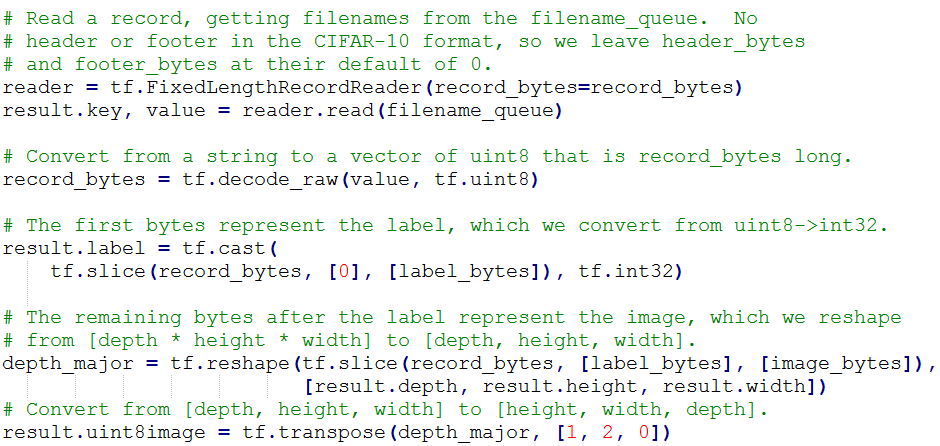 # Read a record, getting filenames from the filename_queue.  No
# header or footer in the CIFAR-10 format, so we leave header_bytes
# and footer_bytes at their default of 0.
reader = tf.FixedLengthRecordReader(record_bytes=record_bytes)
result.key, value = reader.read(filename_queue)

# Convert from a string to a vector of uint8 that is record_bytes long.
record_bytes = tf.decode_raw(value, tf.uint8)

# The first bytes represent the label, which we convert from uint8->int32.
result.label = tf.cast(
    tf.slice(record_bytes, [0], [label_bytes]), tf.int32)

# The remaining bytes after the label represent the image, which we reshape
# from [depth * height * width] to [depth, height, width].
depth_major = tf.reshape(tf.slice(record_bytes, [label_bytes], [image_bytes]),
                         [result.depth, result.height, result.width])
# Convert from [depth, height, width] to [height, width, depth].
result.uint8image = tf.transpose(depth_major, [1, 2, 0])